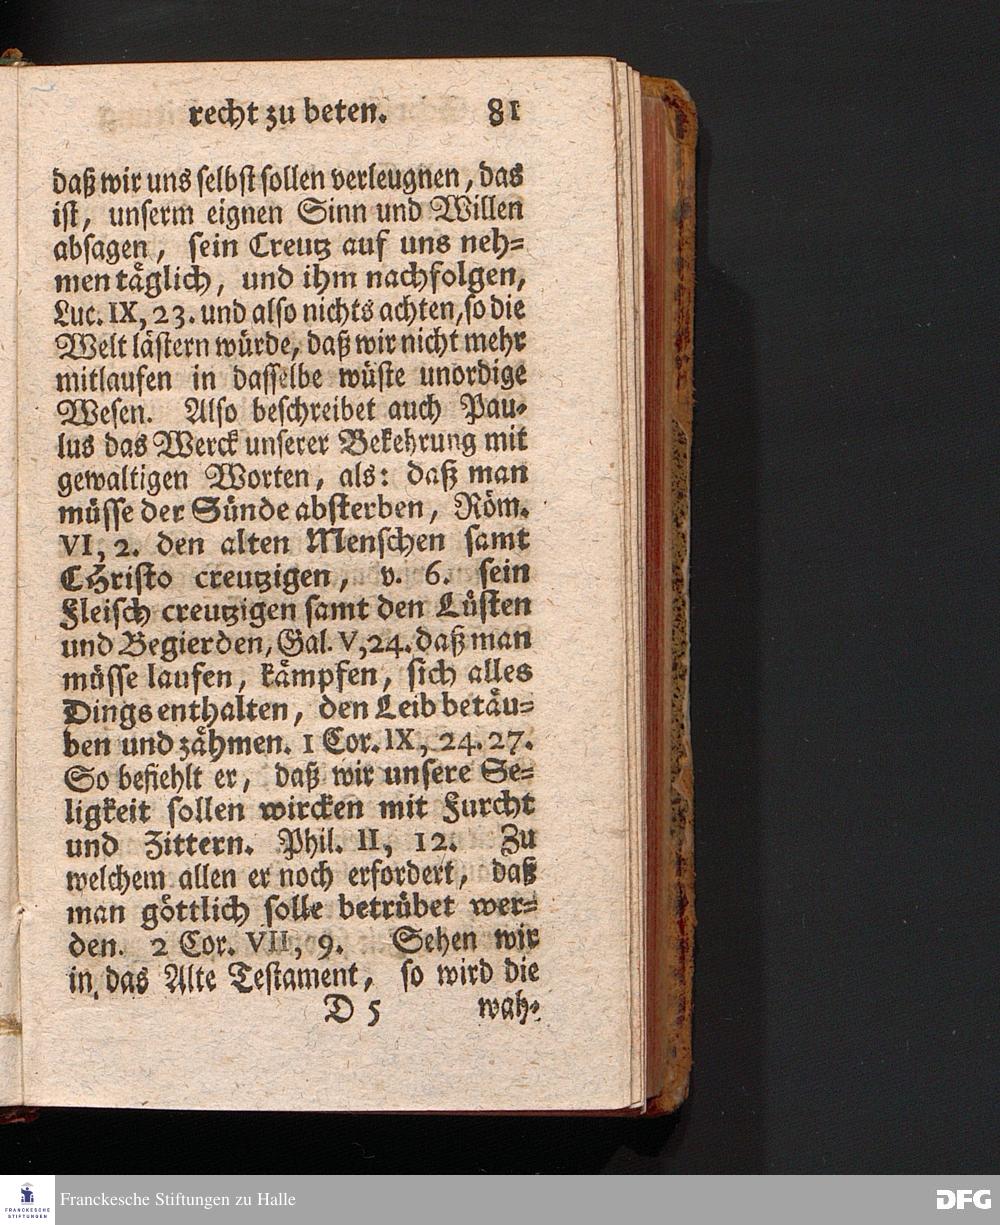 recht zu beten. 81
daß wir uns selbst sollen verleugnen, das
ist, unserm eignen Sinn und Willen
absagen, sein Creutz auf uns neh=
men täglich, und ihm nachfolgen,
Luc. IX, 23. und also nichts achten, so die
Welt lästern würde, daß wir nicht mehr
mitlaufen in dasselbe wüste unordige
Wesen. Also beschreibet auch Pau=
lus das Werck unserer Bekehrung mit
gewaltigen Worten, als: daß man
müsse der Sünde absterben, Röm.
VI, 2. den alten Menschen samt
CHristo creutzigen, v. 6. sein
Fleisch creutzigen samt den Lüsten
und Begierden, Gal. V, 24. daß man
müsse laufen, kämpfen, sich alles
Dings enthalten, den Leib betäu=
ben und zähmen. 1 Cor. IX, 24. 27.
So befiehlt er, daß wir unsere Se=
ligkeit sollen wircken mit Furcht
und Zittern. Phil. II, 12. Zu
welchem allen er noch erfordert, daß
man göttlich solle betrübet wer=
den. 2 Cor. VII, 9. Sehen wir
in das Alte Testament, so wird die
D 5 wah=
FRANCKESCHE
STIFTUNGEN
Franckesche Stiftungen zu Halle
DFG